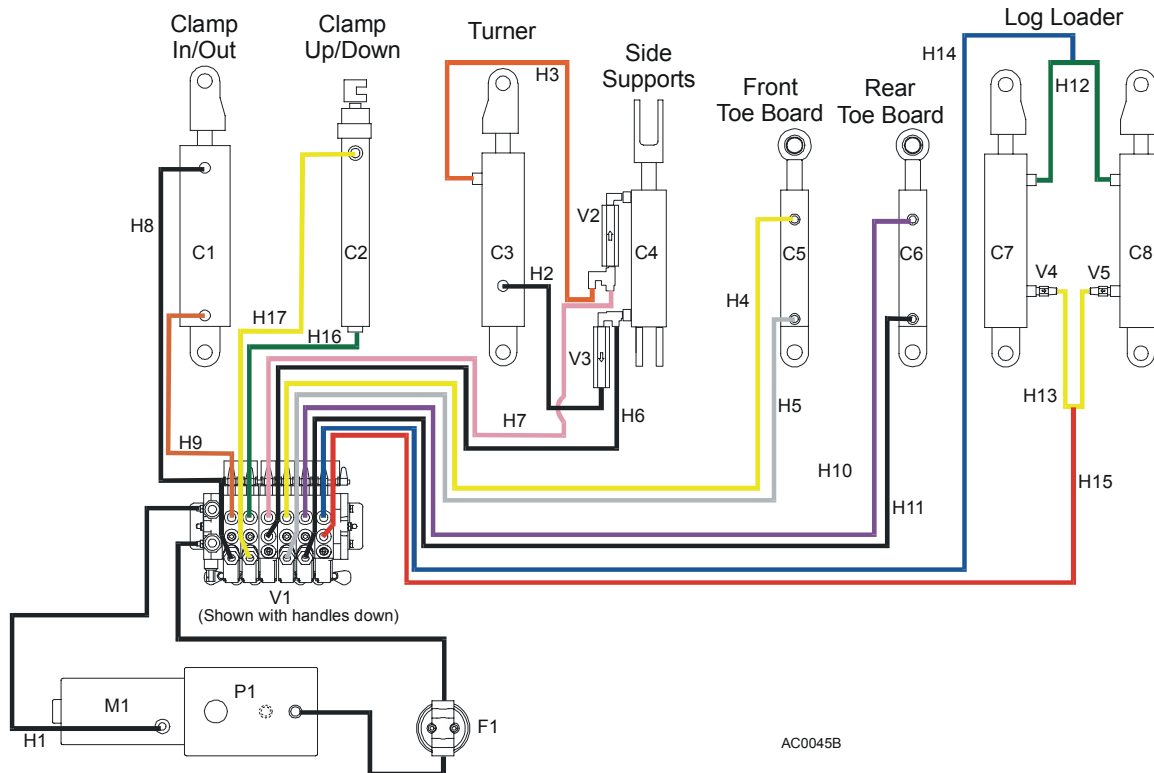 Clamp
In/Out
Clamp
Up/Down
Turner
Side
Supports
Front
Toe Board
Rear
Toe Board
Log Loader
H14
H3
H12
H8
V2
C1
C2
C3
H2
C4
C5
C6
C7
C8
V4
V5
H4
H17
H16
V3
H13
H7
H6
H5
H9
H10
H11
H15
V1
(Shown with handles down)
M1
P1
F1
H1
AC0045B